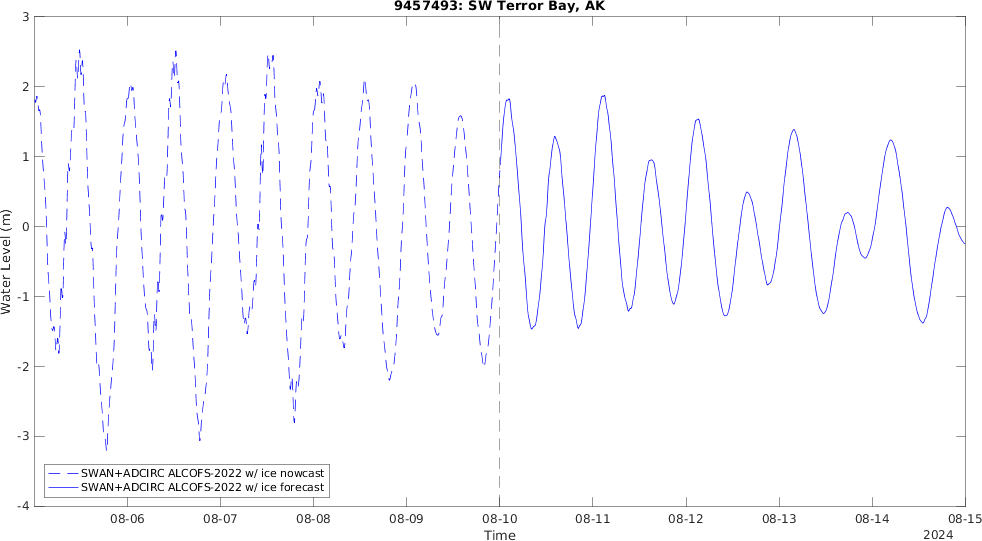 9457493: SW Terror Bay, AK
3
2
1
0
-1
-2
-3
-4
Water Level (m)
SWAN+ADCIRC ALCOFS-2022 w/ ice nowcast
SWAN+ADCIRC ALCOFS-2022 w/ ice forecast
08-06 08-07 08-08 08-09 08-10 08-11 08-12 08-13 08-14 08-15
Time
2024